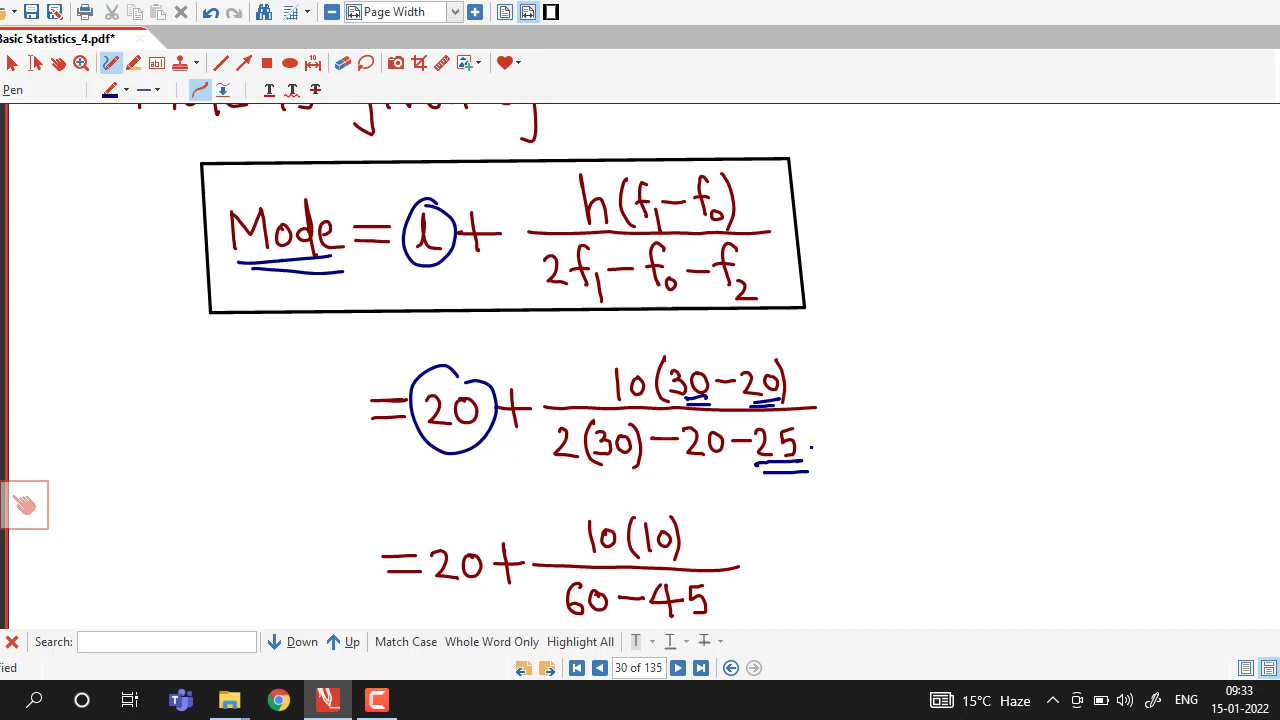 Page Width
Basic Statistics_4.pdf*
Pen
Mode = l + h(f₁ − f₀) / 2f₁ − f₀ − f₂
= 20 + 10(30 − 20) / 2(30) − 20 − 25
= 20 + 10(10) / 60 − 45
Search: Down Up Match Case Whole Word Only Highlight All T T T
fied 30 of 135
15°C Haze ENG 09:33
15-01-2022